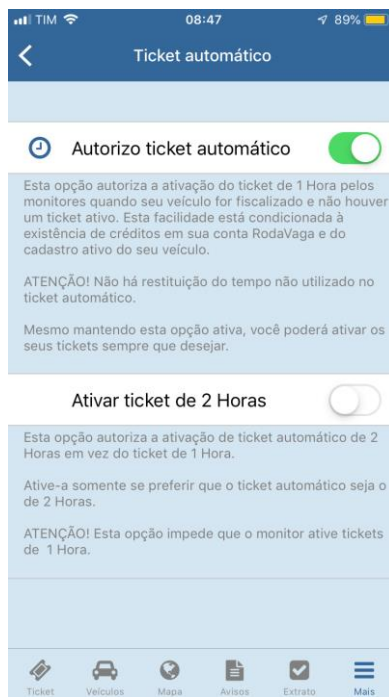 TIM 08:47 89%
Ticket automático
Autorizo ticket automático
Esta opção autoriza a ativação do ticket de 1 Hora pelos
monitores quando seu veículo for fiscalizado e não houver
um ticket ativo. Esta facilidade está condicionada à
existência de créditos em sua conta RodaVaga e do
cadastro ativo do seu veículo.
ATENÇÃO! Não há restituição do tempo não utilizado no
ticket automático.
Mesmo mantendo esta opção ativa, você poderá ativar os
seus tickets sempre que desejar.
Ativar ticket de 2 Horas
Esta opção autoriza a ativação de ticket automático de 2
Horas em vez do ticket de 1 Hora.
Ative-a somente se preferir que o ticket automático seja o
de 2 Horas.
ATENÇÃO! Esta opção impede que o monitor ative tickets
de 1 Hora.
Ticket Veículos Mapa Avisos Extrato Mais